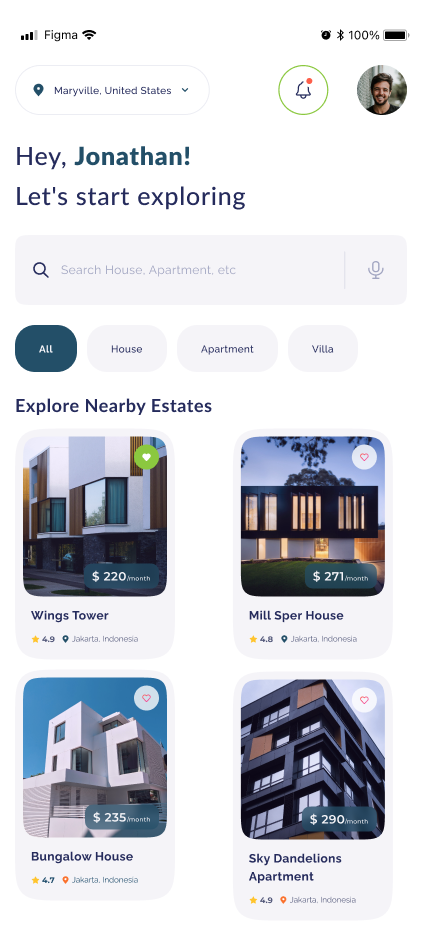 Figma 100%
Maryville, United States
Hey, Jonathan!
Let's start exploring
Search House, Apartment, etc
All House Apartment Villa
Explore Nearby Estates
$ 220/month
Wings Tower
4.9 Jakarta, Indonesia
$ 271/month
Mill Sper House
4.8 Jakarta, Indonesia
$ 235/month
Bungalow House
4.7 Jakarta, Indonesia
$ 290/month
Sky Dandelions
Apartment
4.9 Jakarta, Indonesia